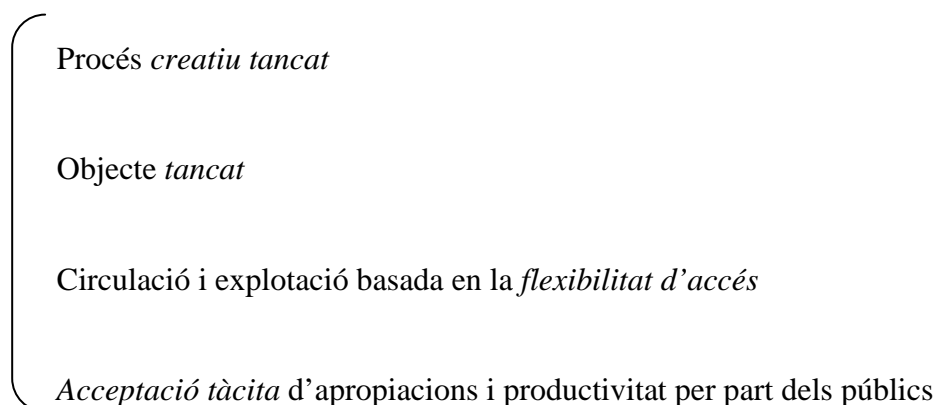 Procés creatiu tancat
Objecte tancat
Circulació i explotació basada en la flexibilitat d’accés
Acceptació tàcita d’apropiacions i productivitat per part dels públics